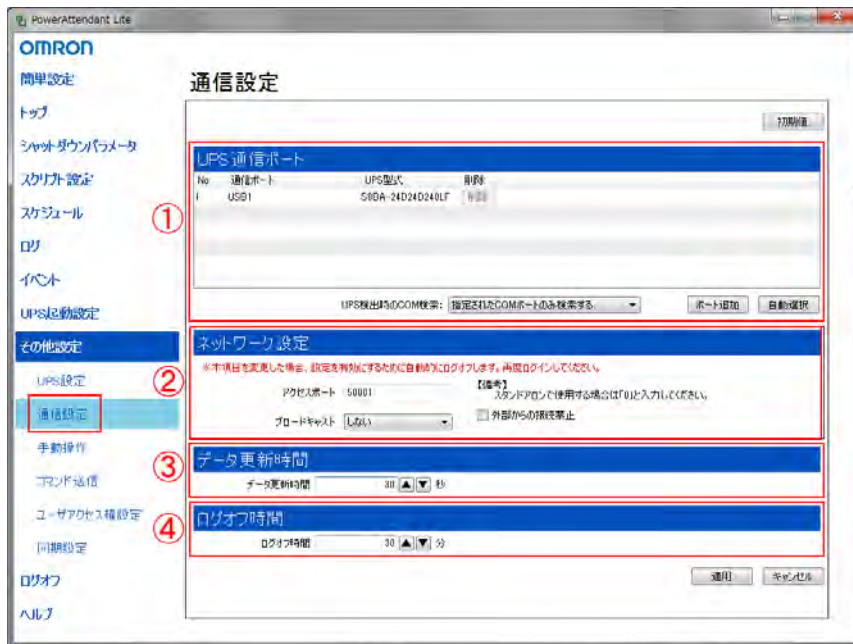 PowerAttendant Lite
OMRON
簡単設定
トップ
シャットダウンパラメータ
スクリプト設定
スケジュール
ログ
イベント
UPS起動設定
その他設定
UPS設定
通信設定
手動操作
コマンド送信
ユーザアクセス権設定
同期設定
ログオフ
ヘルプ
通信設定
初期値
①
UPS通信ポート
No 通信ポート UPS型式 削除
1 USB1 S8BA-24D24D240LF 削除
UPS検出時のCOM検索: 指定されたCOMポートのみ検索する
ポート追加 自動選択
②
ネットワーク設定
※本項目を変更した場合、設定を有効にするために自動的にログオフします。再度ログインしてください。
アクセスポート 50001
【備考】
スタンドアロンで使用する場合は「0」と入力してください。
ブロードキャスト しない
外部からの接続禁止
③
データ更新時間
データ更新時間 30 ▲ ▼ 秒
④
ログオフ時間
ログオフ時間 30 ▲ ▼ 分
適用 キャンセル